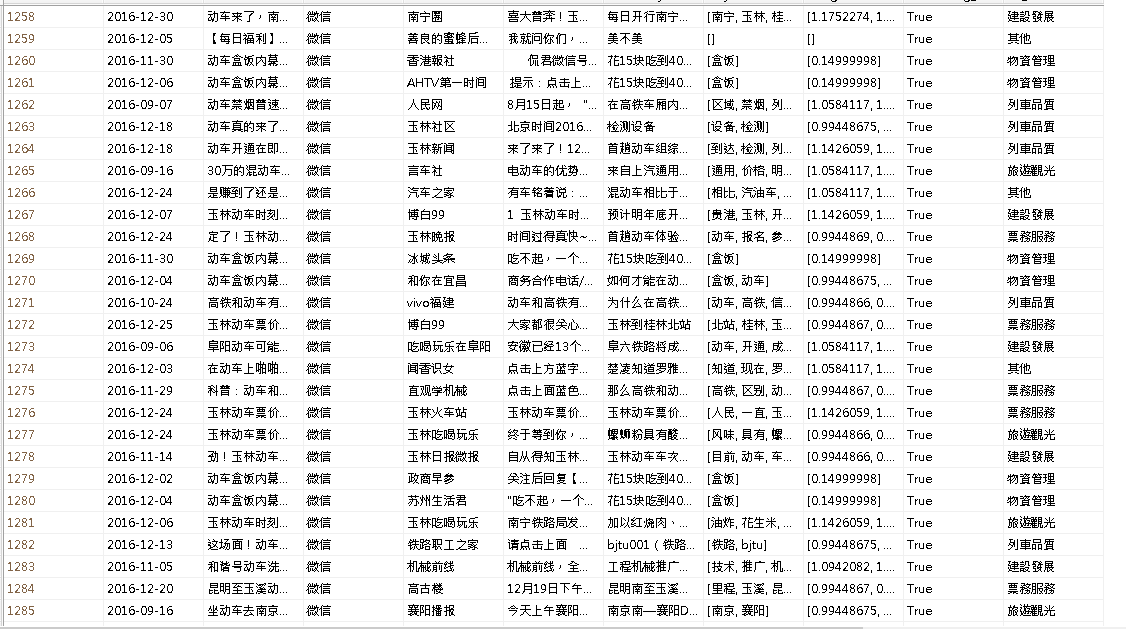 1258 2016-12-30 动车来了，南... 微信 南宁圈 喜大普奔！玉... 每日开行南宁... [南宁, 玉林, 桂... [1.1752274, 1.... True 建設發展
1259 2016-12-05 【每日福利】... 微信 善良的蜜蜂后... 我就问你们，... 美不美 [] [] True 其他
1260 2016-11-30 动车盒饭内幕... 微信 香港報社 侃君微信号... 花15块吃到40... [盒饭] [0.14999998] True 物資管理
1261 2016-12-06 动车盒饭内幕... 微信 AHTV第一时间 提示：点击上... 花15块吃到40... [盒饭] [0.14999998] True 物資管理
1262 2016-09-07 动车禁烟普速... 微信 人民网 8月15日起， "... 在高铁车厢内... [区域, 禁烟, 列... [1.0584117, 1.... True 列車品質
1263 2016-12-18 动车真的来了... 微信 玉林社区 北京时间2016... 检测设备 [设备, 检测] [0.99448675, ... True 列車品質
1264 2016-12-18 动车开通在即... 微信 玉林新闻 来了来了！12... 首趟动车组综... [到达, 检测, 列... [1.1426059, 1.... True 列車品質
1265 2016-09-16 30万的混动车... 微信 言车社 电动车的优势... 来自上汽通用... [通用, 价格, 明... [1.0584117, 1.... True 旅遊觀光
1266 2016-12-24 是赚到了还是... 微信 汽车之家 有车铭着说：... 混动车相比于... [相比, 汽油车, ... [1.0584117, 1.... True 其他
1267 2016-12-07 玉林动车时刻... 微信 博白99 1 玉林动车时... 预计明年底开... [贵港, 玉林, 开... [1.1426059, 1.... True 建設發展
1268 2016-12-24 定了！玉林动... 微信 玉林晚报 时间过得真快~... 首趟动车体验... [动车, 报名, 参... [0.9944869, 0.... True 票務服務
1269 2016-11-30 动车盒饭内幕... 微信 冰城头条 吃不起，一个... 花15块吃到40... [盒饭] [0.14999998] True 物資管理
1270 2016-12-04 动车盒饭内幕... 微信 和你在宜昌 商务合作电话/... 如何才能在动... [盒饭, 动车] [0.99448675, ... True 物資管理
1271 2016-10-24 高铁和动车有... 微信 vivo福建 动车和高铁有... 为什么在高铁... [动车, 高铁, 信... [0.9944866, 0.... True 列車品質
1272 2016-12-25 玉林动车票价... 微信 博白99 大家都很关心... 玉林到桂林北站 [北站, 桂林, 玉... [0.9944867, 0.... True 票務服務
1273 2016-09-06 阜阳动车可能... 微信 吃喝玩乐在阜阳 安徽已经13个... 阜六铁路将成... [动车, 开通, 成... [1.0584117, 1.... True 建設發展
1274 2016-12-03 在动车上啪啪... 微信 闻香识女 点击上方蓝字... 楚凌知道罗雅... [知道, 现在, 罗... [1.0584117, 1.... True 其他
1275 2016-11-29 科普：动车和... 微信 直观学机械 点击上面蓝色... 那么高铁和动... [高铁, 区别, 动... [0.9944867, 0.... True 票務服務
1276 2016-12-24 玉林动车票价... 微信 玉林火车站 玉林动车票价... 玉林动车票价... [人民, 一直, 玉... [1.1426059, 1.... True 票務服務
1277 2016-12-24 玉林动车票价... 微信 玉林吃喝玩乐 终于等到你，... 螺蛳粉具有酸... [风味, 具有, 螺... [0.9944866, 0.... True 旅遊觀光
1278 2016-11-14 劲！玉林动车... 微信 玉林日报微报 自从得知玉林... 玉林动车车次... [目前, 动车, 车... [0.9944866, 0.... True 建設發展
1279 2016-12-02 动车盒饭内幕... 微信 政商早参 关注后回复【... 花15块吃到40... [盒饭] [0.14999998] True 物資管理
1280 2016-12-04 动车盒饭内幕... 微信 苏州生活君 "吃不起，一个... 花15块吃到40... [盒饭] [0.14999998] True 物資管理
1281 2016-12-06 玉林动车时刻... 微信 玉林吃喝玩乐 南宁铁路局发... 加以红烧肉、... [油炸, 花生米, ... [1.1426059, 1.... True 旅遊觀光
1282 2016-12-13 这场面！动车... 微信 铁路职工之家 请点击上面 ... bjtu001（铁路... [铁路, bjtu] [0.99448675, ... True 列車品質
1283 2016-11-05 和谐号动车洗... 微信 机械前线 机械前线，全... 工程机械推广... [技术, 推广, 机... [1.0942082, 1.... True 建設發展
1284 2016-12-20 昆明至玉溪动... 微信 高古楼 12月19日下午... 昆明南至玉溪... [里程, 玉溪, 昆... [0.9944867, 0.... True 票務服務
1285 2016-09-16 坐动车去南京... 微信 襄阳播报 今天上午襄阳... 南京南—襄阳D... [南京, 襄阳] [0.99448675, ... True 旅遊觀光